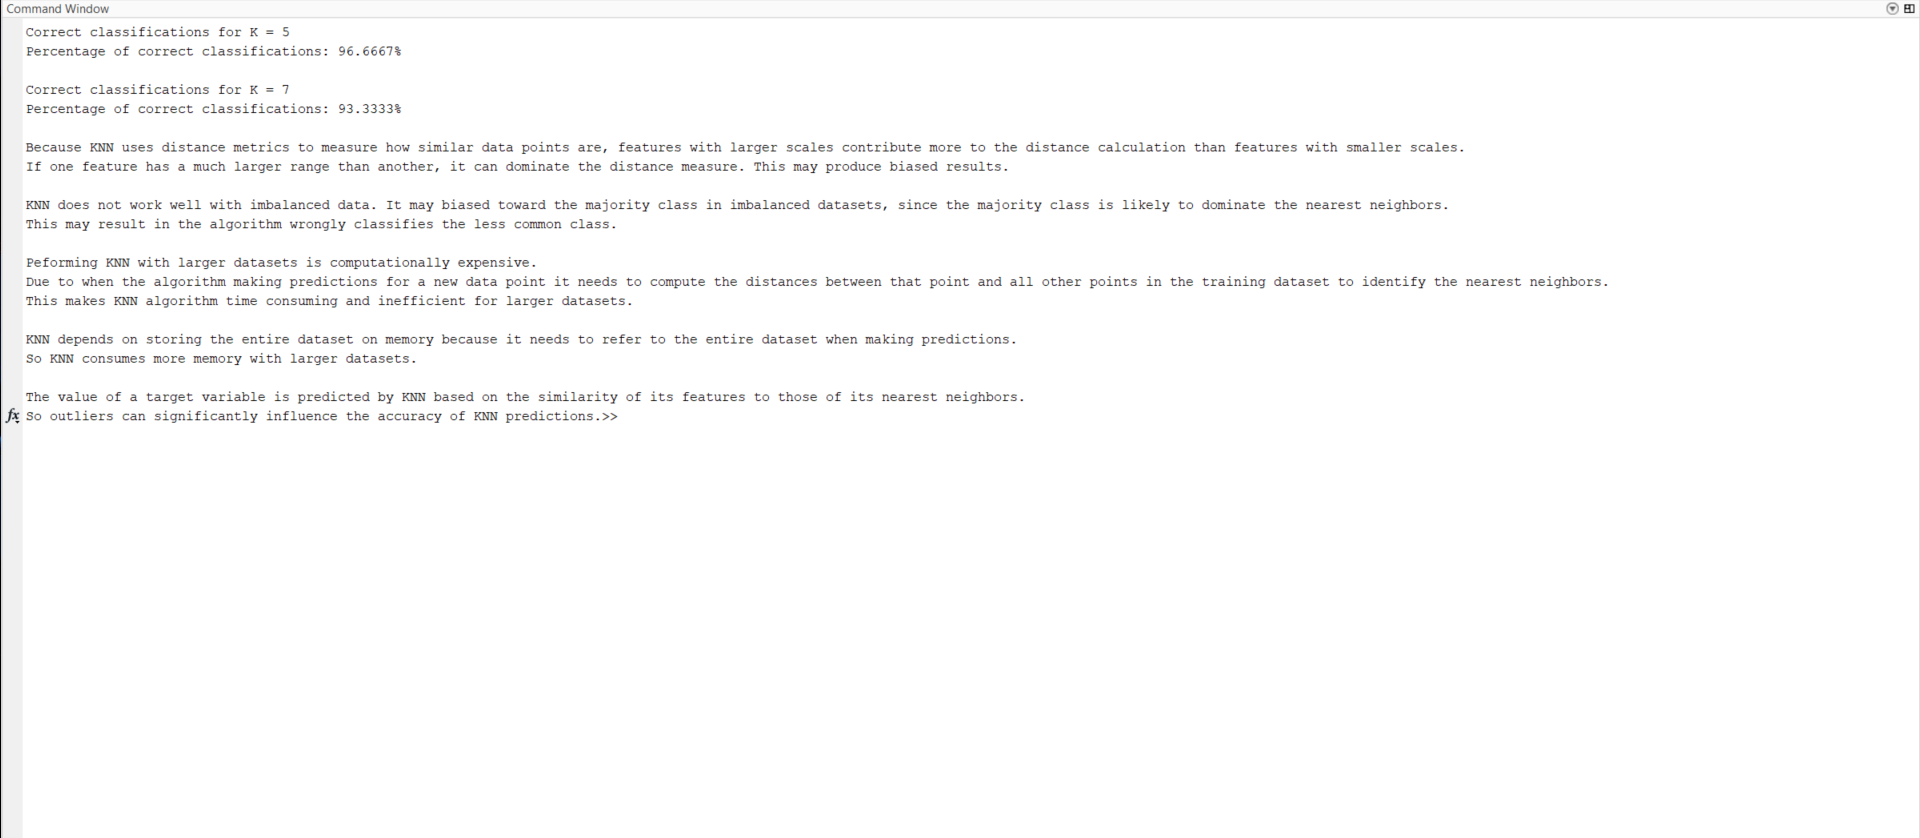 Command Window
Correct classifications for K = 5
Percentage of correct classifications: 96.6667%
Correct classifications for K = 7
Percentage of correct classifications: 93.3333%
Because KNN uses distance metrics to measure how similar data points are, features with larger scales contribute more to the distance calculation than features with smaller scales.
If one feature has a much larger range than another, it can dominate the distance measure. This may produce biased results.
KNN does not work well with imbalanced data. It may biased toward the majority class in imbalanced datasets, since the majority class is likely to dominate the nearest neighbors.
This may result in the algorithm wrongly classifies the less common class.
Peforming KNN with larger datasets is computationally expensive.
Due to when the algorithm making predictions for a new data point it needs to compute the distances between that point and all other points in the training dataset to identify the nearest neighbors.
This makes KNN algorithm time consuming and inefficient for larger datasets.
KNN depends on storing the entire dataset on memory because it needs to refer to the entire dataset when making predictions.
So KNN consumes more memory with larger datasets.
The value of a target variable is predicted by KNN based on the similarity of its features to those of its nearest neighbors.
fx So outliers can significantly influence the accuracy of KNN predictions.>>